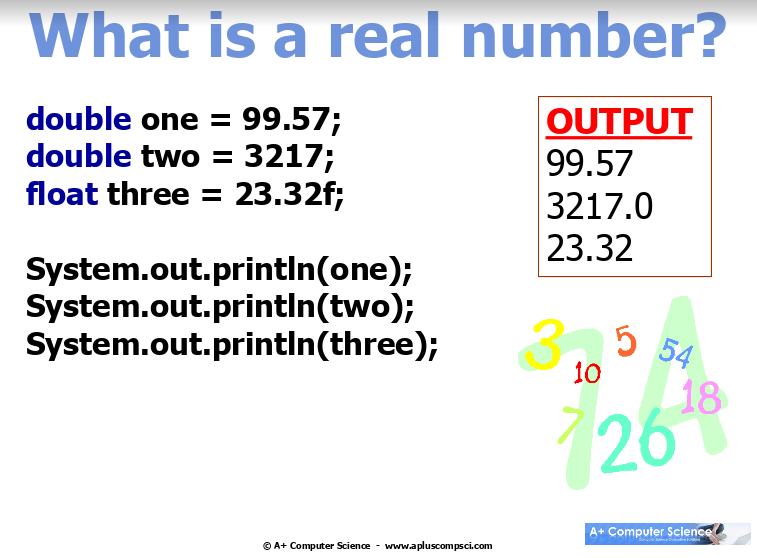 What is a real number?
double one = 99.57;
double two = 3217;
float three = 23.32f;
System.out.println(one);
System.out.println(two);
System.out.println(three);
OUTPUT
99.57
3217.0
23.32
3
5
10
54
18
7
26
7
4
A+ Computer Science
© A+ Computer Science - www.apluscompsci.com